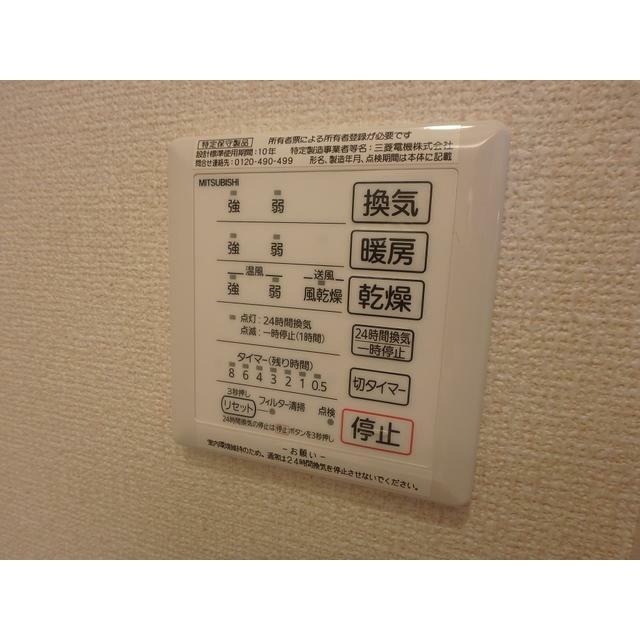 特定保守製品 所有者票による所有者登録が必要です
設計標準使用期間:10年 特定製造事業者等名:三菱電機株式会社
問合せ連絡先:0120-490-499 形名、製造年月、点検期間は本体に記載
MITSUBISHI
強 弱 換気
強 弱 暖房
温風 送風
強 弱 風乾燥 乾燥
点灯:24時間換気
点滅:一時停止(1時間)
24時間換気
一時停止
タイマー(残り時間)
8 6 4 3 2 1 0.5
切タイマー
3秒押し
リセット フィルター清掃 点検
停止
24時間換気の停止は停止ボタンを3秒押し
-お願い-
室内環境維持のため、通常は24時間換気を停止させないでください。